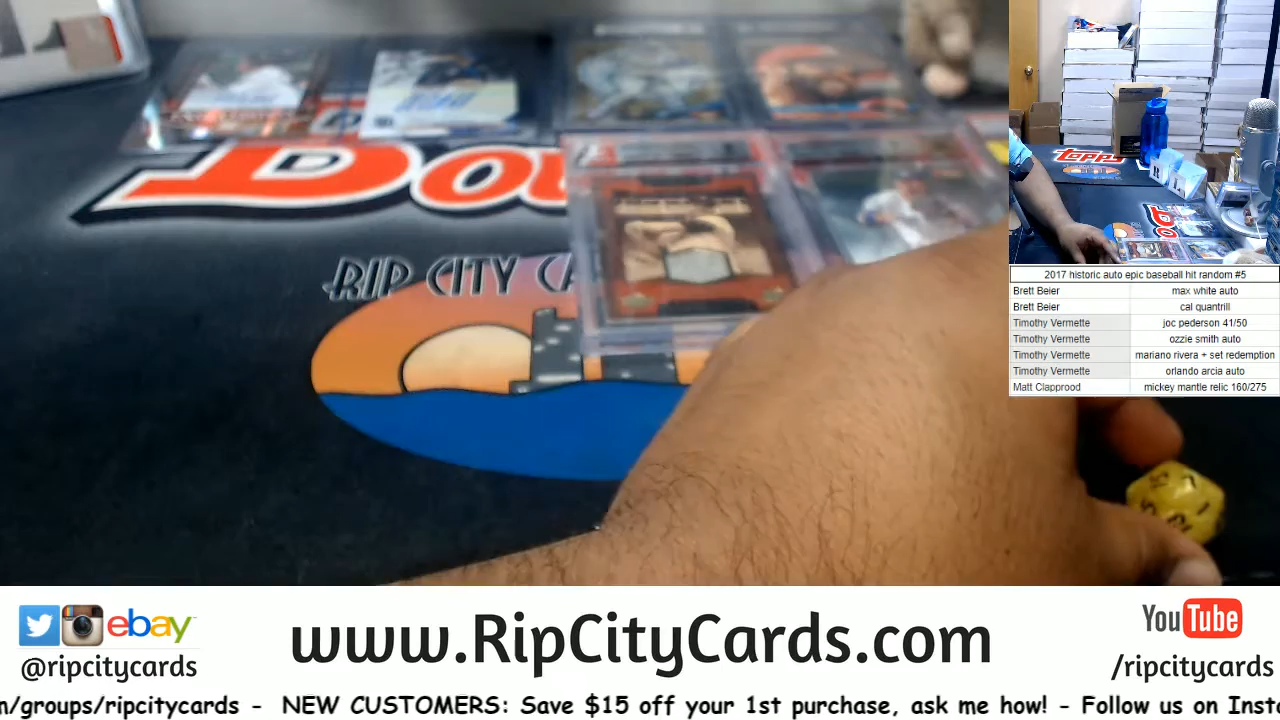 RIP CITY CA
TOPPS
2017 historic auto epic baseball hit random #5
Brett Beier max white auto
Brett Beier cal quantrill
Timothy Vermette joc pederson 41/50
Timothy Vermette ozzie smith auto
Timothy Vermette mariano rivera + set redemption
Timothy Vermette orlando arcia auto
Matt Clapprood mickey mantle relic 160/275
ebay
@ripcitycards
www.RipCityCards.com
YouTube
/ripcitycards
n/groups/ripcitycards - NEW CUSTOMERS: Save $15 off your 1st purchase, ask me how! - Follow us on Insta